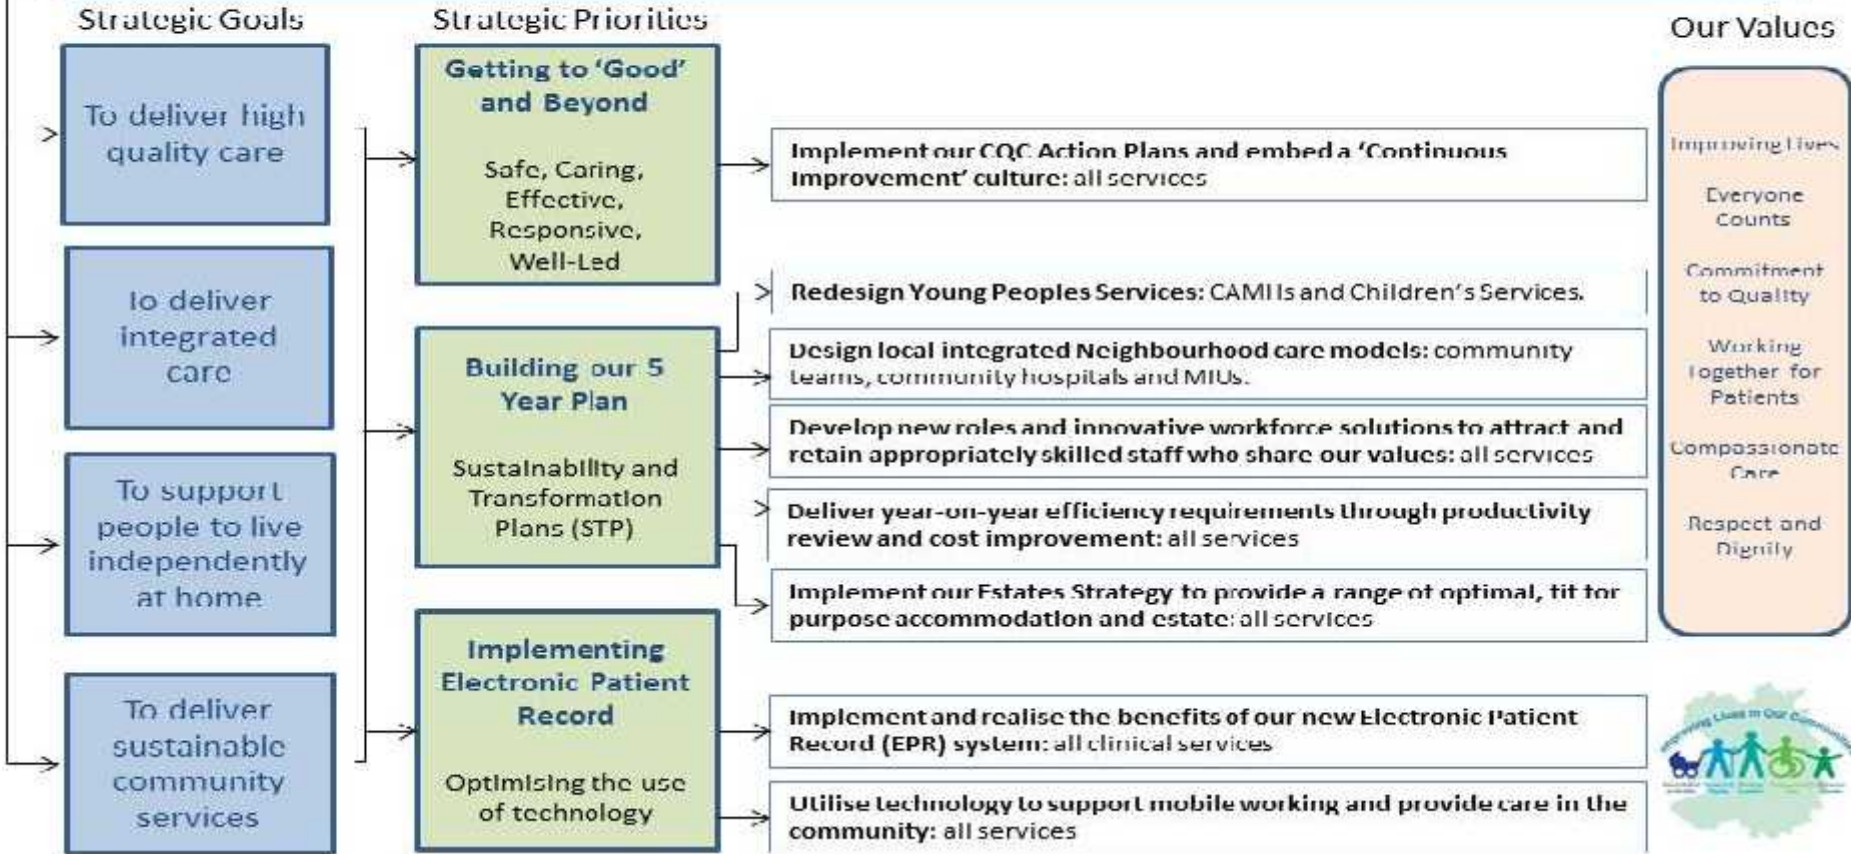 Strategic Goals
To deliver high
quality care
To deliver
integrated
care
To support
people to live
independently
at home
To deliver
sustainable
community
services
Strategic Priorities
Getting to ‘Good’
and Beyond
Safe, Caring,
Effective,
Responsive,
Well-Led
Building our 5
Year Plan
Sustainability and
Transformation
Plans (STP)
Implementing
Electronic Patient
Record
Optimising the use
of technology
Implement our CQC Action Plans and embed a ‘Continuous
Improvement’ culture: all services
Redesign Young Peoples Services: CAMHs and Children’s Services.
Design local integrated Neighbourhood care models: community
teams, community hospitals and MIUs.
Develop new roles and innovative workforce solutions to attract and
retain appropriately skilled staff who share our values: all services
Deliver year-on-year efficiency requirements through productivity
review and cost improvement: all services
Implement our Estates Strategy to provide a range of optimal, fit for
purpose accommodation and estate: all services
Implement and realise the benefits of our new Electronic Patient
Record (EPR) system: all clinical services
Utilise technology to support mobile working and provide care in the
community: all services
Our Values
Improving Lives
Everyone
Counts
Commitment
to Quality
Working
Together for
Patients
Compassionate
Care
Respect and
Dignity
Improving Lives In Our Communities